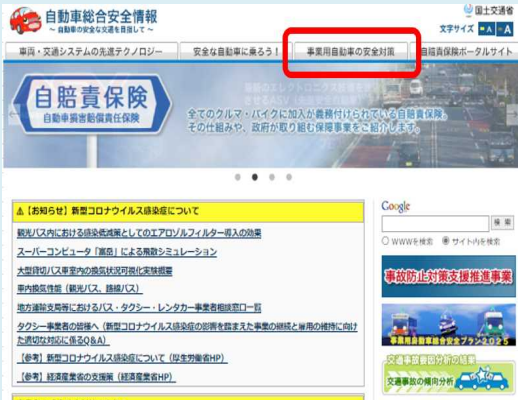 自動車総合安全情報
～ 自動車の安全な交通を目指して ～
国土交通省
文字サイズ A A
車両・交通システムの先進テクノロジー
安全な自動車に乗ろう！
事業用自動車の安全対策
自賠責保険ポータルサイト
自賠責保険
自動車損害賠償責任保険
全てのクルマ・バイクに加入が義務付けられている自賠責保険。
その仕組みや、政府が取り組む保障事業をご紹介します。
【お知らせ】新型コロナウイルス感染症について
観光バス内における感染低減策としてのエアロゾルフィルター導入の効果
スーパーコンピュータ「富岳」による飛散シミュレーション
大型貸切バス車室内の換気状況可視化実験概要
車内換気性能（観光バス、路線バス）
地方運輸支局等におけるバス・タクシー・レンタカー事業者相談窓口一覧
タクシー事業者の皆様へ（新型コロナウイルス感染症の影響を踏まえた事業の継続と雇用の維持に向け
た適切な対応に係るQ&A）
【参考】新型コロナウイルス感染症について（厚生労働省HP）
【参考】経済産業省の支援策（経済産業省HP）
Google
検索
WWWを検索 サイト内を検索
事故防止対策支援推進事業
事業用自動車総合安全プラン2025
交通事故要因分析の結果
交通事故の傾向分析